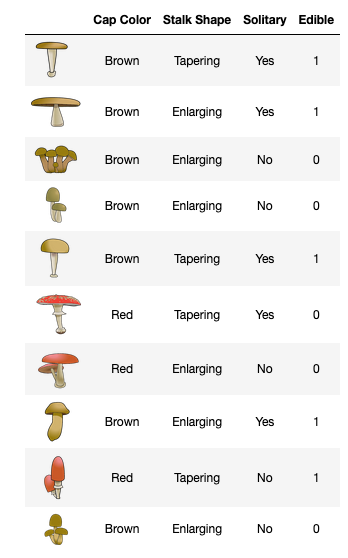 Cap Color Stalk Shape Solitary Edible
Brown Tapering Yes 1
Brown Enlarging Yes 1
Brown Enlarging No 0
Brown Enlarging No 0
Brown Tapering Yes 1
Red Tapering Yes 0
Red Enlarging No 0
Brown Enlarging Yes 1
Red Tapering No 1
Brown Enlarging No 0